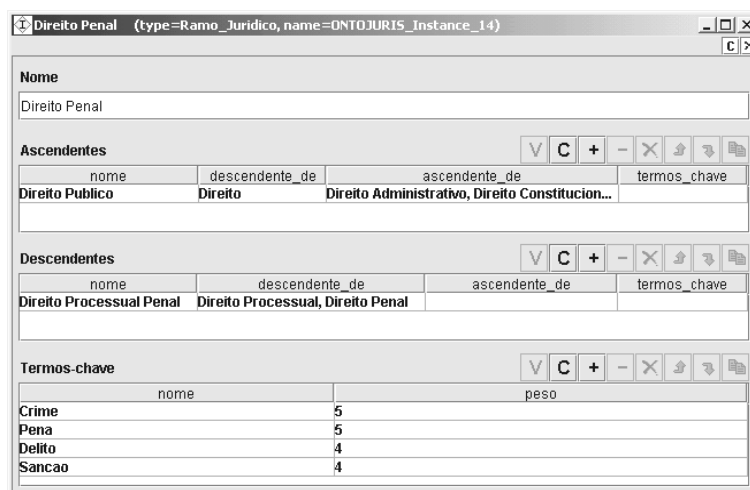 Direito Penal (type=Ramo_Juridico, name=ONTOJURIS_Instance_14)
C
Nome
Direito Penal
Ascendentes V C + −
nome descendente_de ascendente_de termos_chave
Direito Publico Direito Direito Administrativo, Direito Constitucion...
Descendentes V C + −
nome descendente_de ascendente_de termos_chave
Direito Processual Penal Direito Processual, Direito Penal
Termos-chave V C + −
nome peso
Crime 5
Pena 5
Delito 4
Sancao 4